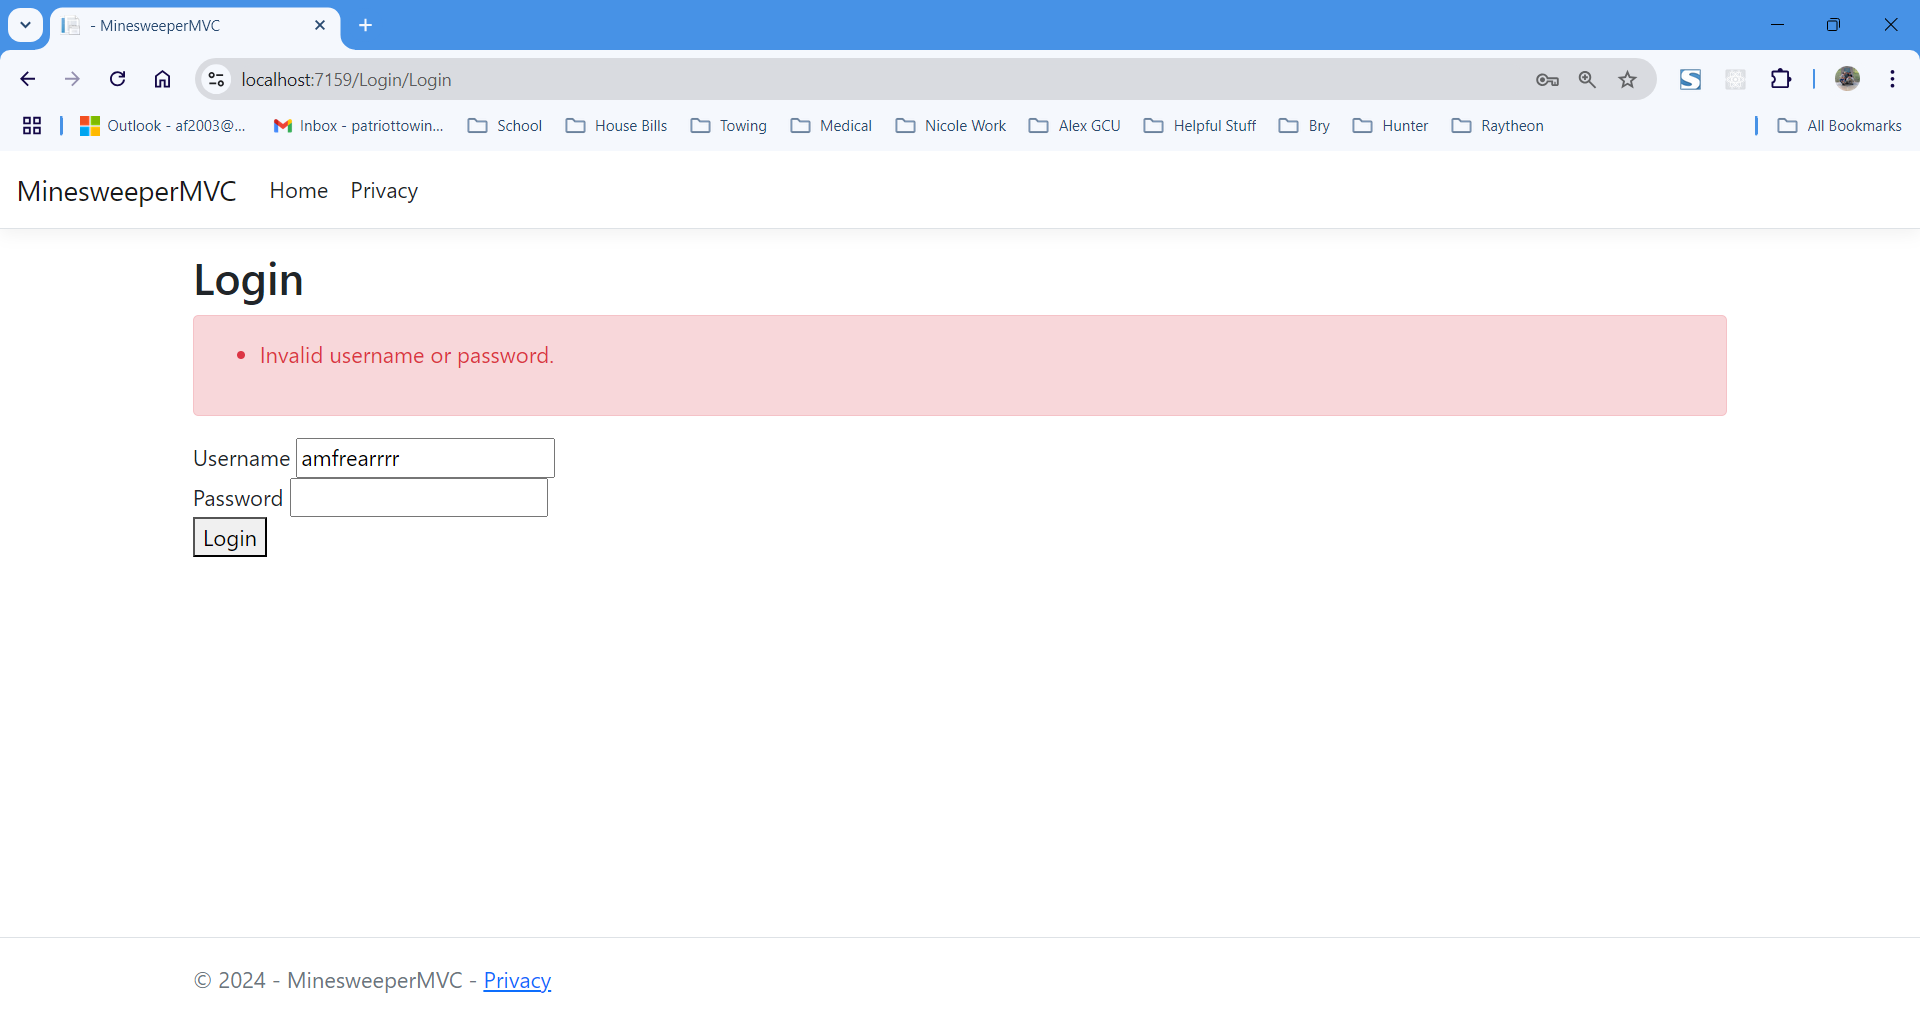 - MinesweeperMVC
localhost:7159/Login/Login
Outlook - af2003@... Inbox - patriottowin... School House Bills Towing Medical Nicole Work Alex GCU Helpful Stuff Bry Hunter Raytheon All Bookmarks
MinesweeperMVC Home Privacy
Login
Invalid username or password.
Username amfrearrrr
Password
Login
© 2024 - MinesweeperMVC - Privacy